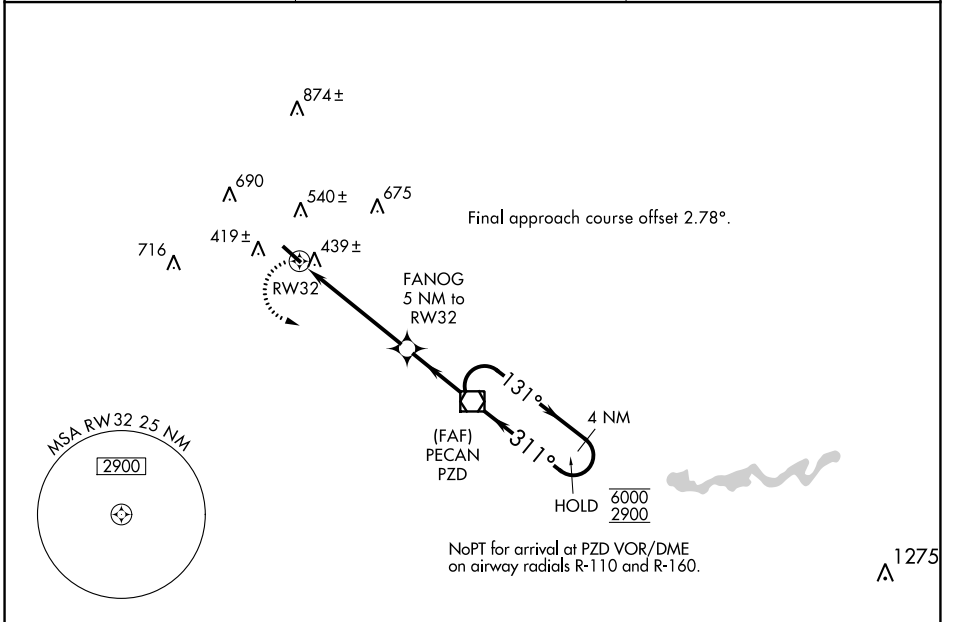 874±
690
540±
675
Final approach course offset 2.78°.
716
419±
439±
RW32
FANOG
5 NM to
RW32
131°
4 NM
311°
(FAF)
PECAN
PZD
HOLD
6000
2900
MSA RW32 25 NM
2900
NoPT for arrival at PZD VOR/DME
on airway radials R-110 and R-160.
1275